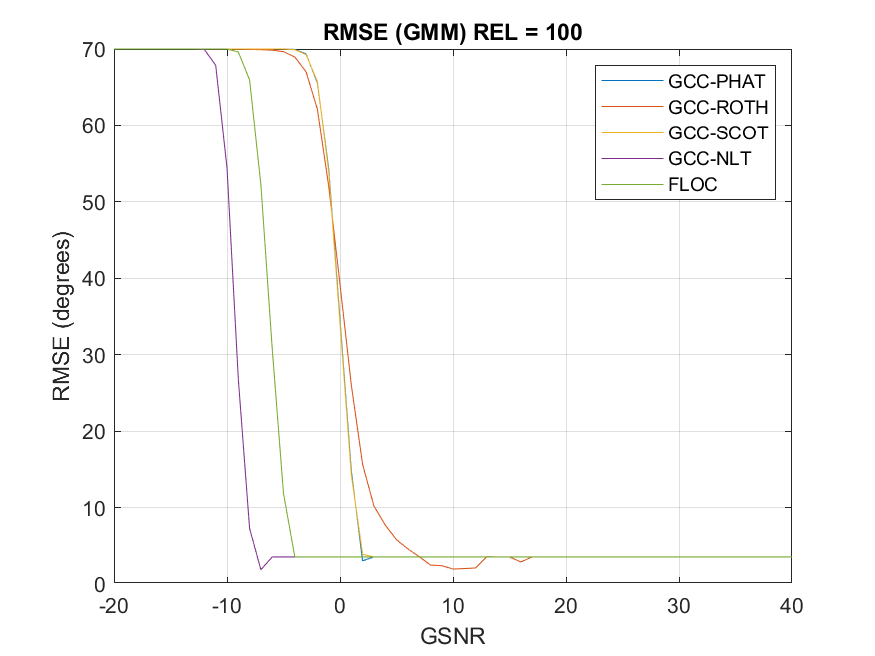 RMSE (GMM) REL = 100
RMSE (degrees)
70
60
50
40
30
20
10
0
GCC-PHAT
GCC-ROTH
GCC-SCOT
GCC-NLT
FLOC
-20 -10 0 10 20 30 40
GSNR